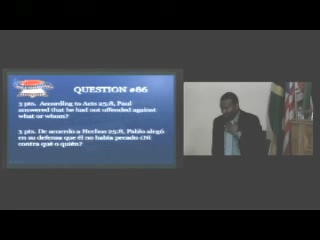 QUESTION #86
3 pts. According to Acts 25:8, Paul
answered that he had not offended against
what or whom?
3 pts. De acuerdo a Hechos 25:8, Pablo alegó
en su defensa que él no había pecado ¿Ni
contra qué o quién?